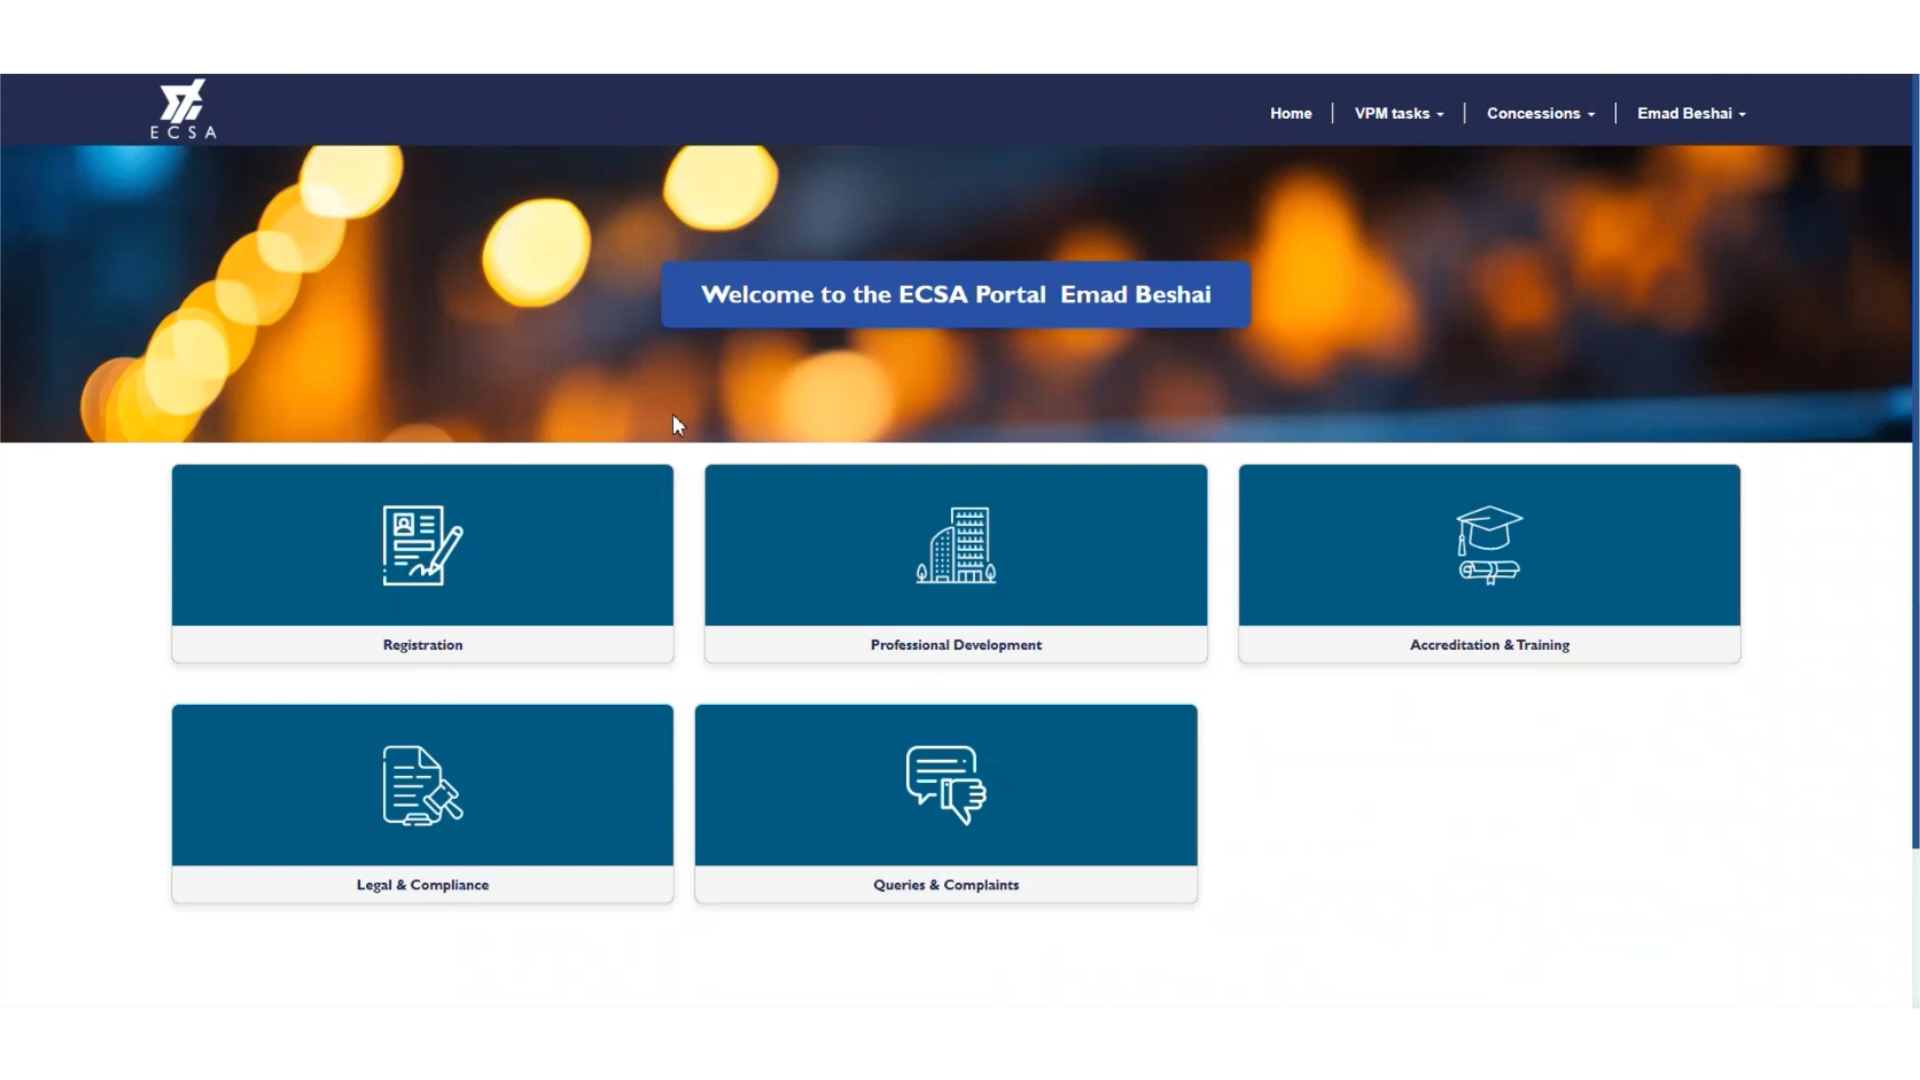 ECSA
Home
VPM tasks
Concessions
Emad Beshai
Welcome to the ECSA Portal Emad Beshai
Registration
Professional Development
Accreditation & Training
Legal & Compliance
Queries & Complaints